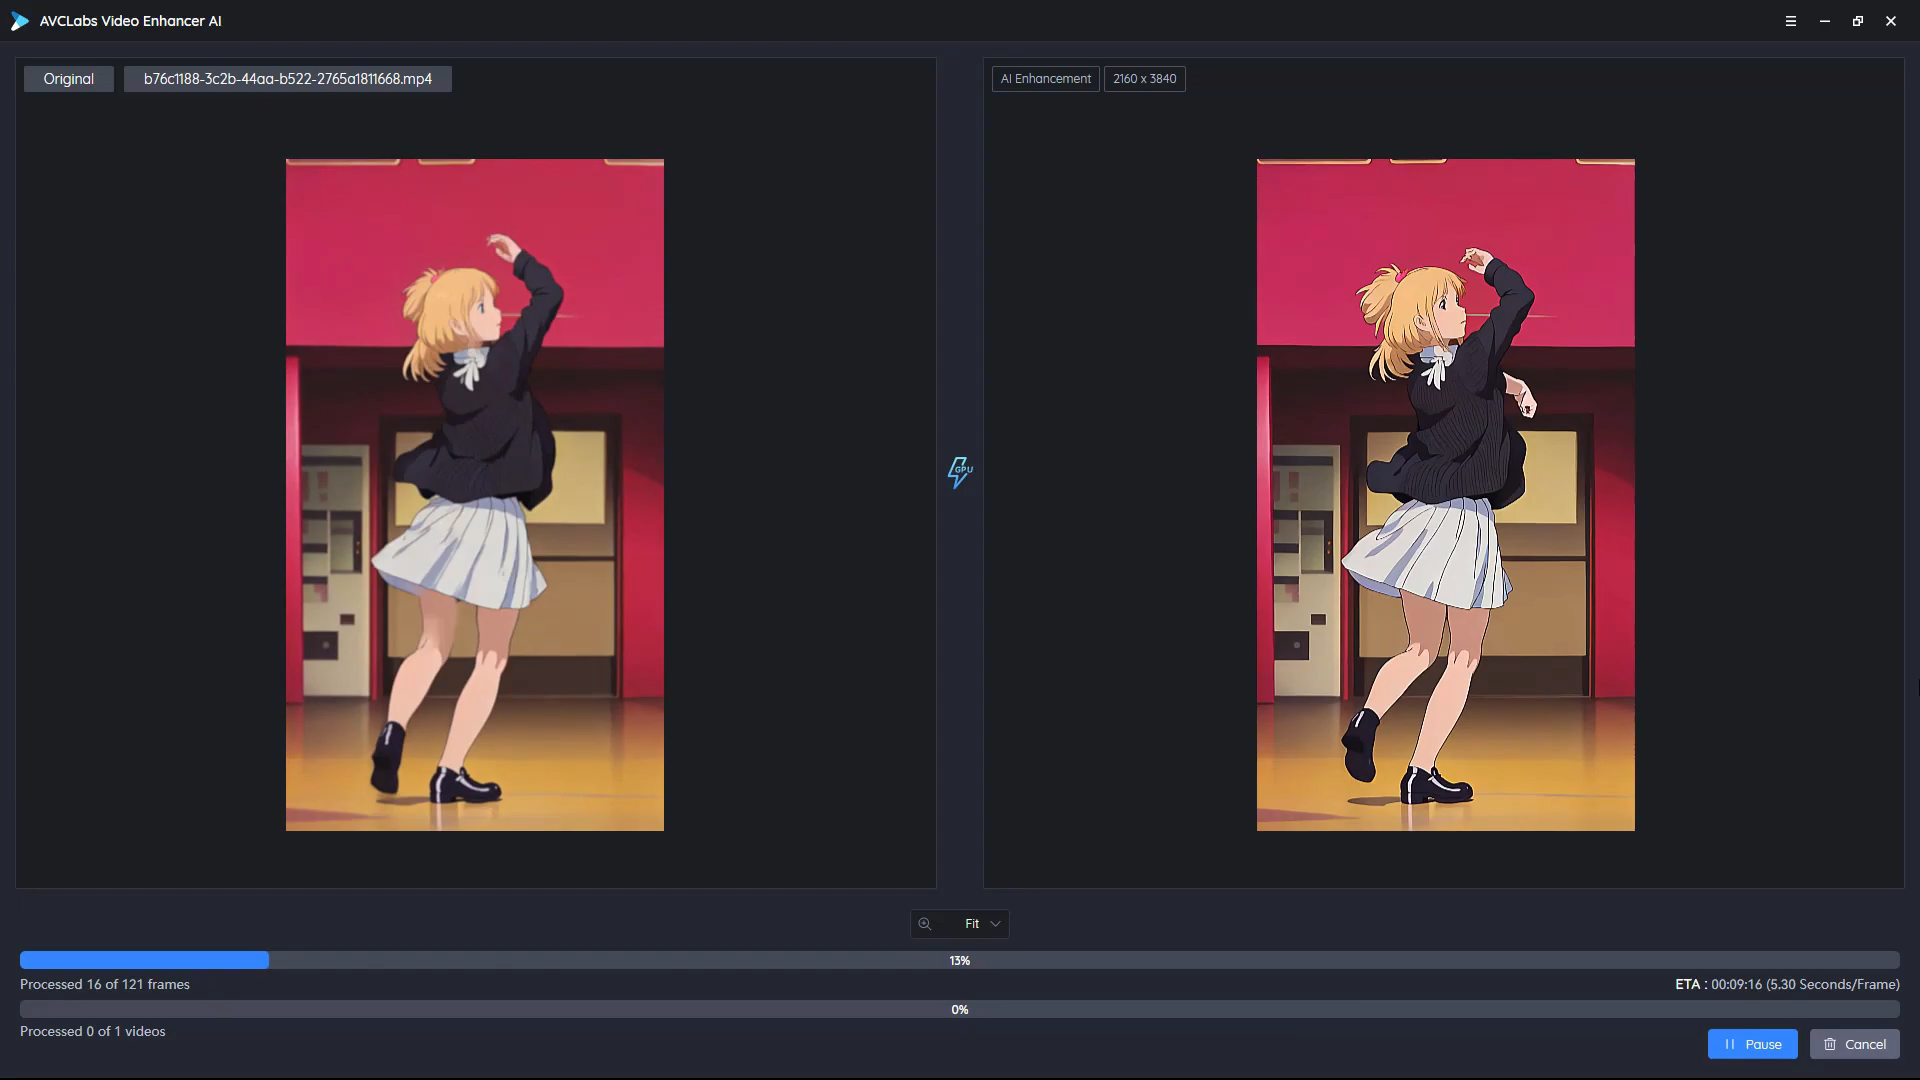 AVCLabs Video Enhancer AI
Original
b76c1188-3c2b-44aa-b522-2765a1811668.mp4
AI Enhancement
2160 x 3840
GPU
Fit
13%
Processed 16 of 121 frames
ETA : 00:09:16 (5.30 Seconds/Frame)
0%
Processed 0 of 1 videos
Pause
Cancel